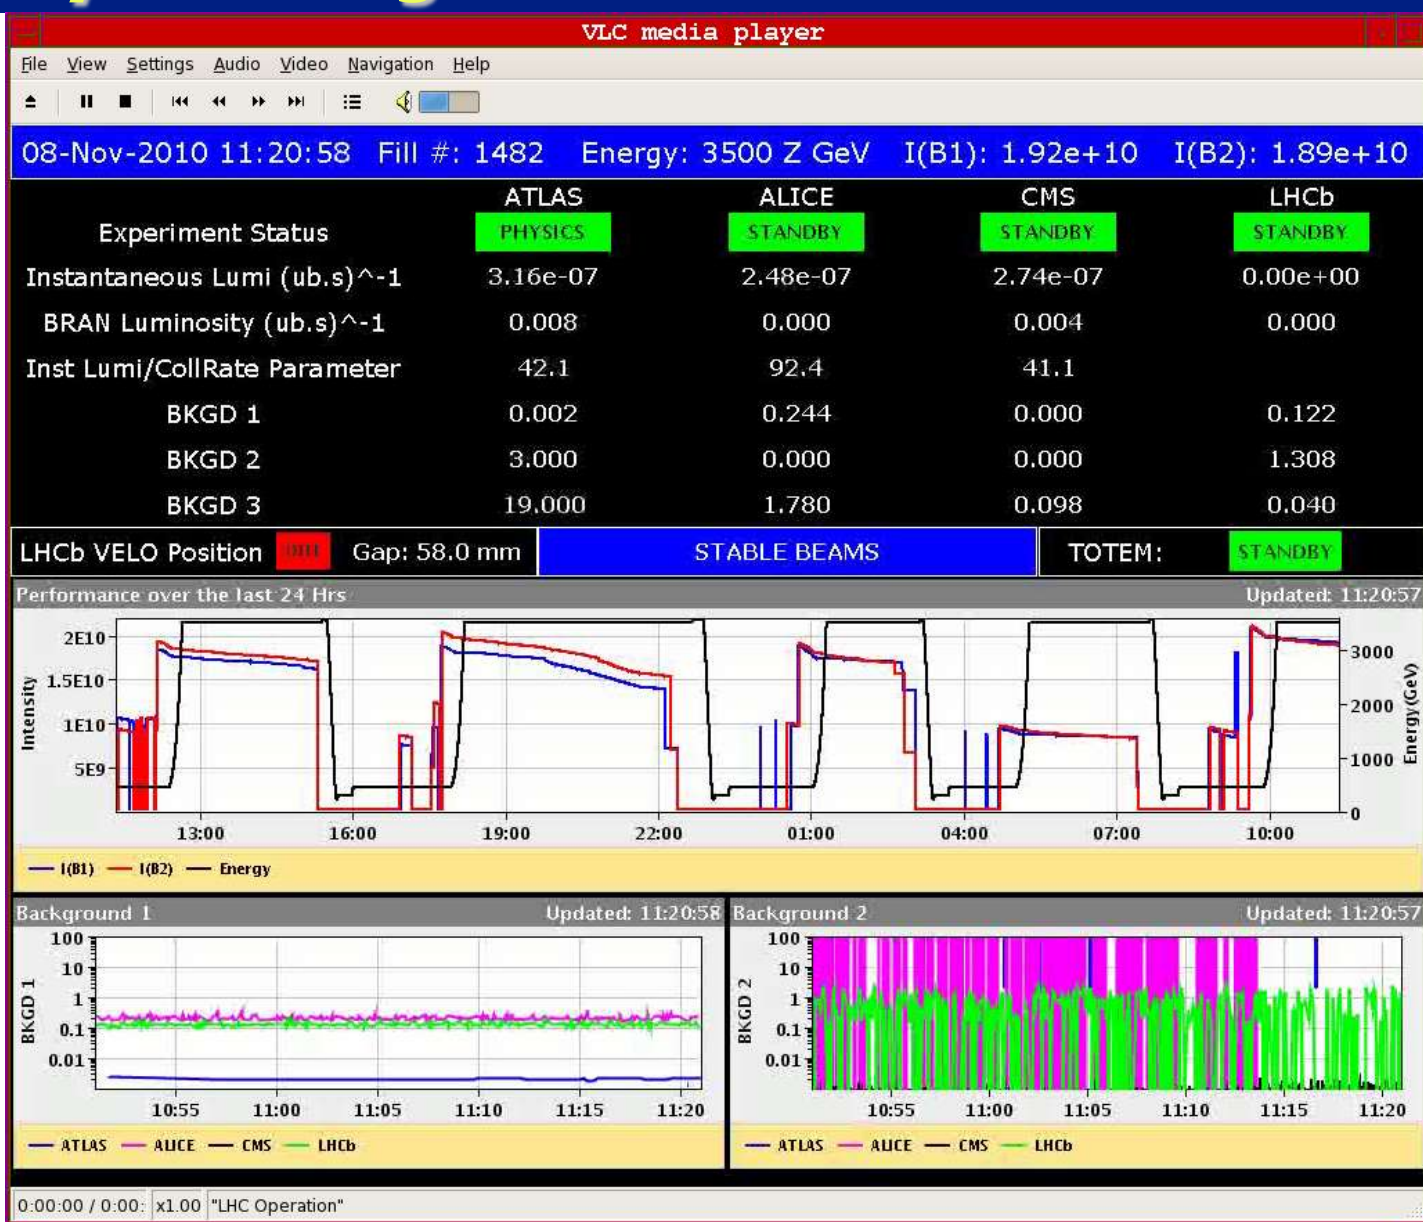 VLC media player
File View Settings Audio Video Navigation Help
08-Nov-2010 11:20:58 Fill #: 1482 Energy: 3500 Z GeV I(B1): 1.92e+10 I(B2): 1.89e+10
ATLAS ALICE CMS LHCb
Experiment Status PHYSICS STANDBY STANDBY STANDBY
Instantaneous Lumi (ub.s)^-1 3.16e-07 2.48e-07 2.74e-07 0.00e+00
BRAN Luminosity (ub.s)^-1 0.008 0.000 0.004 0.000
Inst Lumi/CollRate Parameter 42.1 92.4 41.1
BKGD 1 0.002 0.244 0.000 0.122
BKGD 2 3.000 0.000 0.000 1.308
BKGD 3 19.000 1.780 0.098 0.040
LHCb VELO Position Gap: 58.0 mm STABLE BEAMS TOTEM: STANDBY
Performance over the last 24 Hrs Updated: 11:20:57
2E10
1.5E10
1E10
5E9
Intensity
3000
2000
1000
0
Energy(GeV)
13:00 16:00 19:00 22:00 01:00 04:00 07:00 10:00
I(B1) I(B2) Energy
Background 1 Updated: 11:20:58
100
10
1
0.1
0.01
BKGD 1
10:55 11:00 11:05 11:10 11:15 11:20
ATLAS ALICE CMS LHCb
Background 2 Updated: 11:20:57
100
10
1
0.1
0.01
BKGD 2
10:55 11:00 11:05 11:10 11:15 11:20
ATLAS ALICE CMS LHCb
0:00:00 / 0:00: x1.00 "LHC Operation"